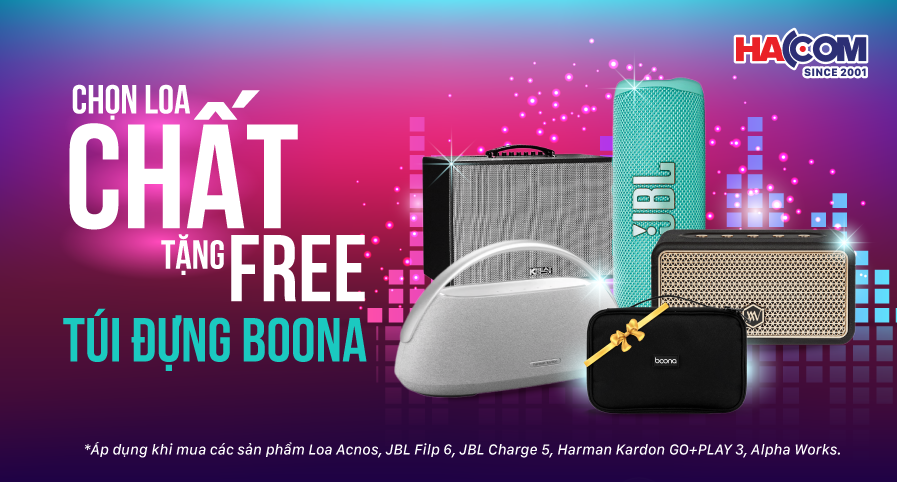 HACOM
SINCE 2001
CHỌN LOA
CHẤT
TẶNG FREE
TÚI ĐỰNG BOONA
JBL
boona
*Áp dụng khi mua các sản phẩm Loa Acnos, JBL Filp 6, JBL Charge 5, Harman Kardon GO+PLAY 3, Alpha Works.